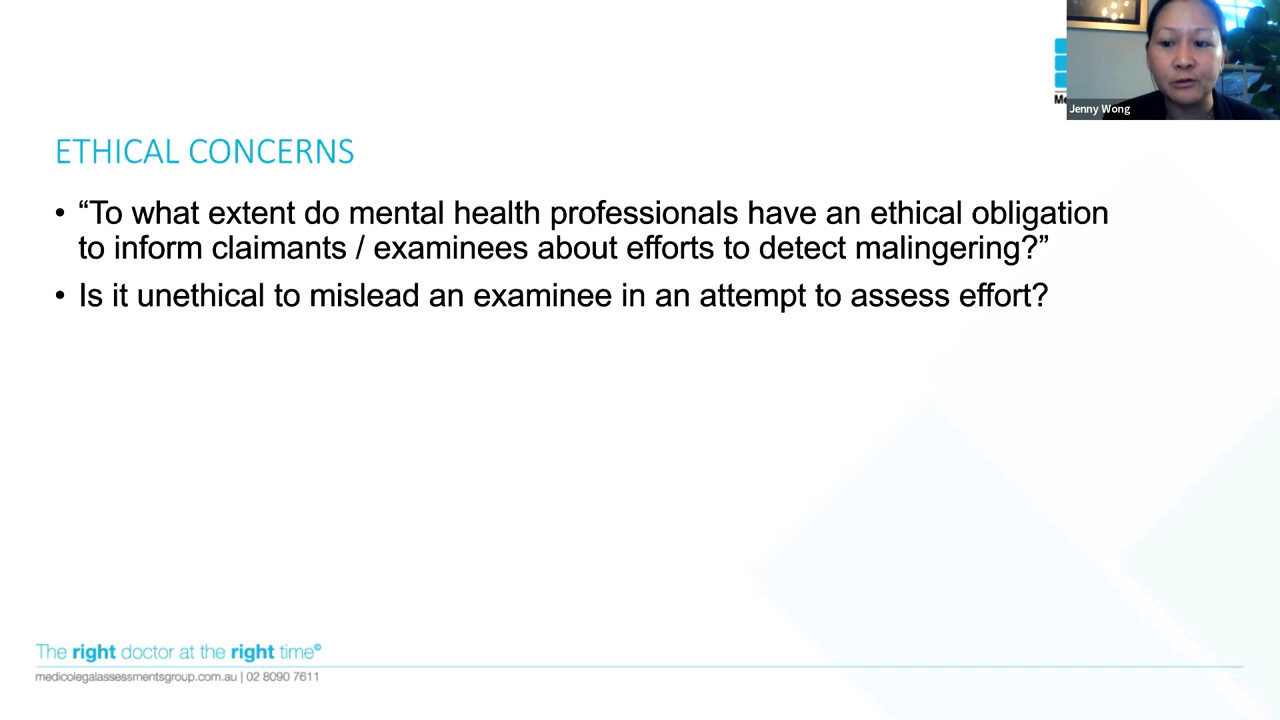 Me
Jenny Wong
ETHICAL CONCERNS
• “To what extent do mental health professionals have an ethical obligation
to inform claimants / examinees about efforts to detect malingering?”
• Is it unethical to mislead an examinee in an attempt to assess effort?
The right doctor at the right time©
medicolegalassessmentsgroup.com.au | 02 8090 7611